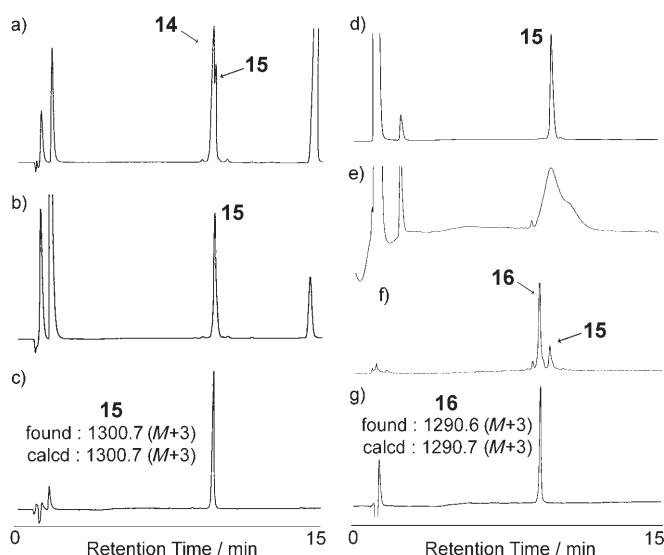 a)
14
15
b)
15
c)
15
found : 1300.7 (M+3)
calcd : 1300.7 (M+3)
0
15
Retention Time / min
d)
15
e)
f)
16
15
g)
16
found : 1290.6 (M+3)
calcd : 1290.7 (M+3)
0
15
Retention Time / min